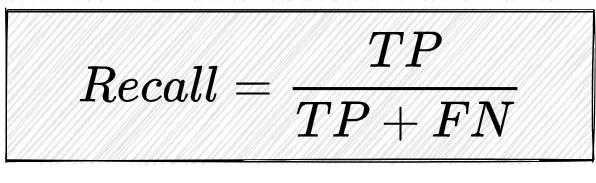 Recall = TP / TP + FN